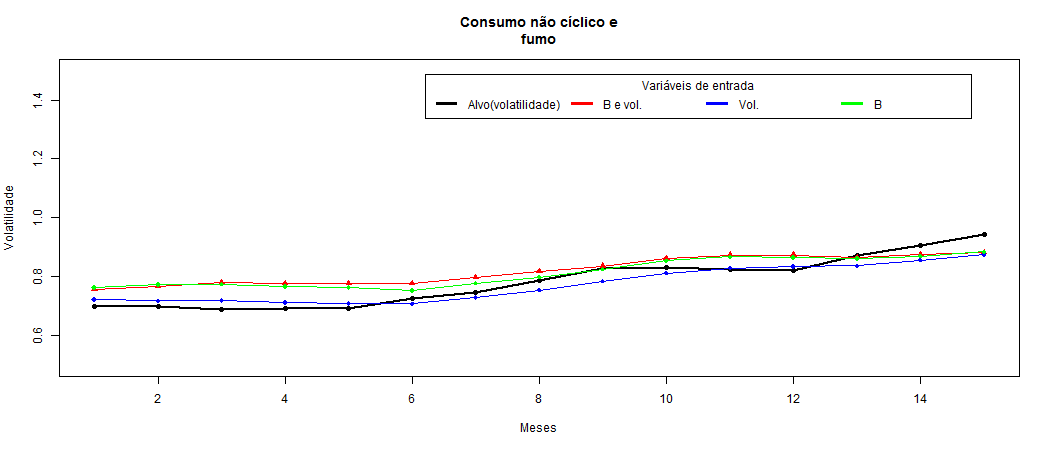 Consumo não cíclico e
fumo
Variáveis de entrada
Alvo(volatilidade) B e vol. Vol. B
Volatilidade
1.4
1.2
1.0
0.8
0.6
2 4 6 8 10 12 14
Meses